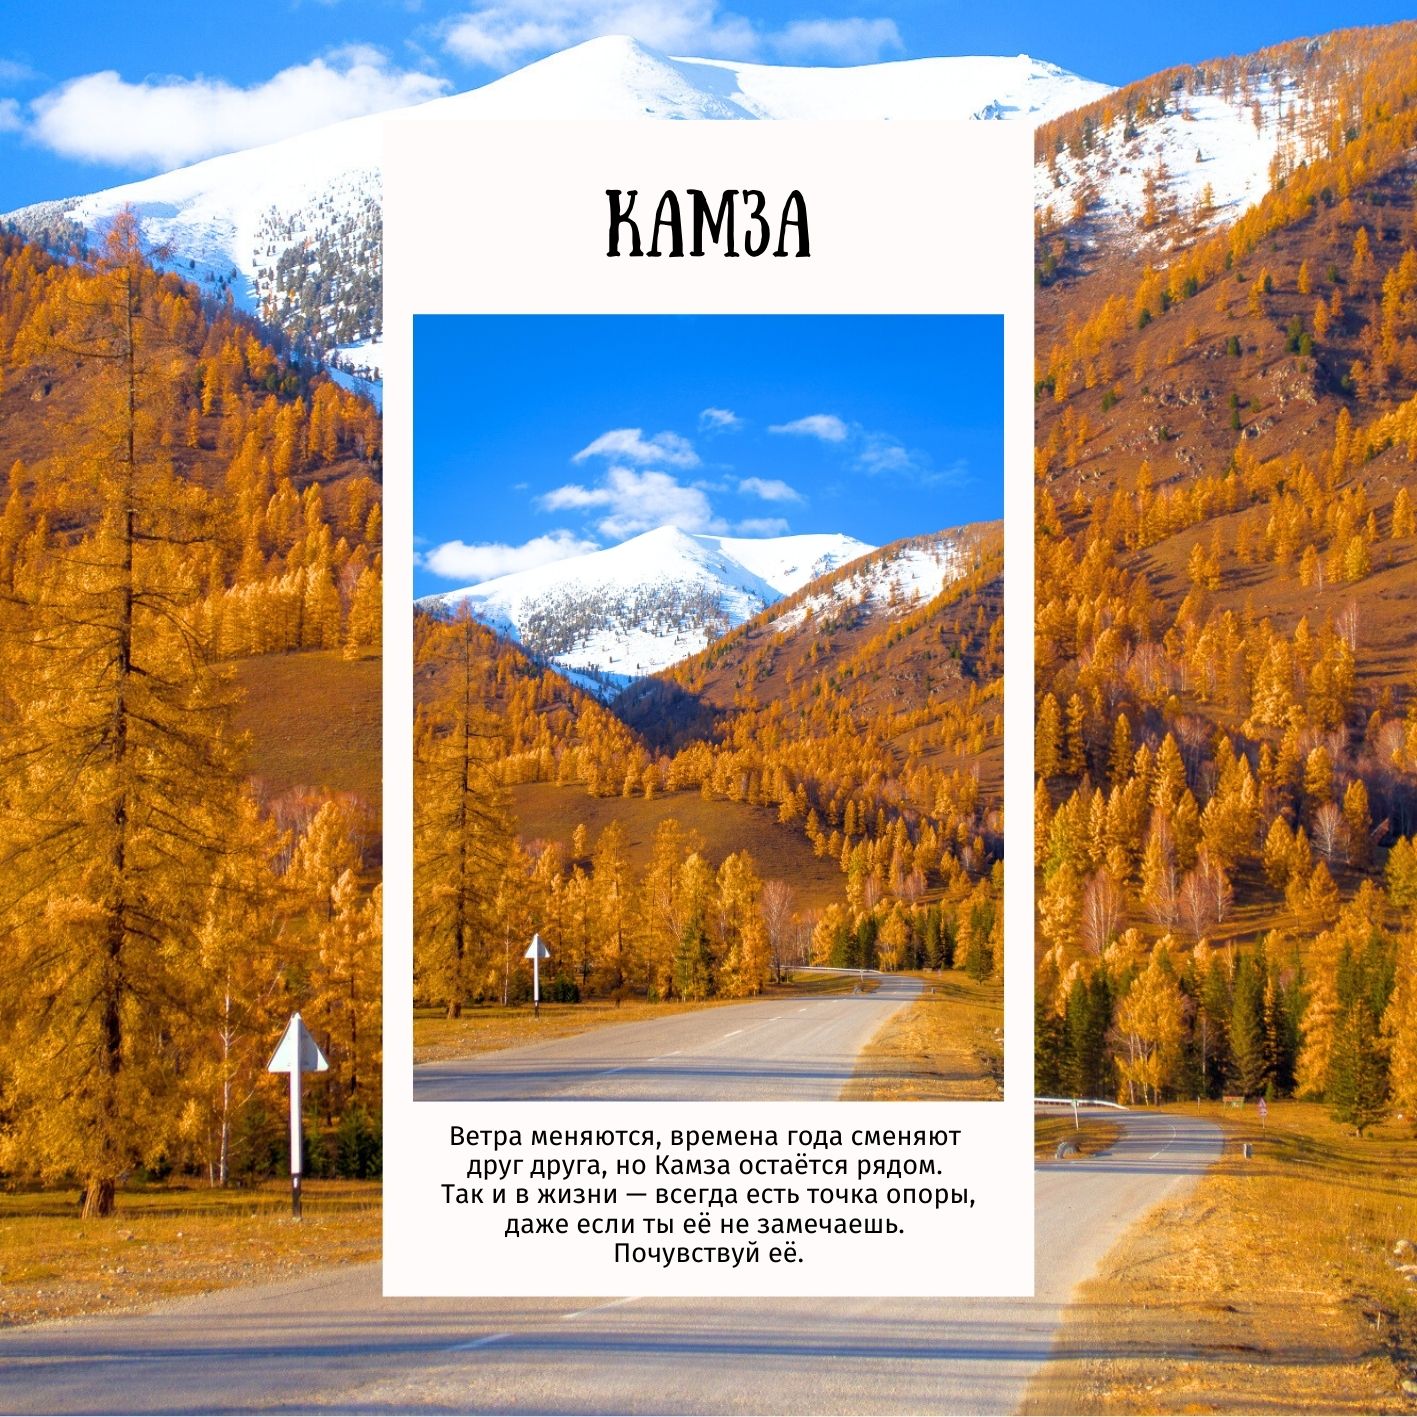 КАМЗА
Ветра меняются, времена года сменяют
друг друга, но Камза остаётся рядом.
Так и в жизни — всегда есть точка опоры,
даже если ты её не замечаешь.
Почувствуй её.